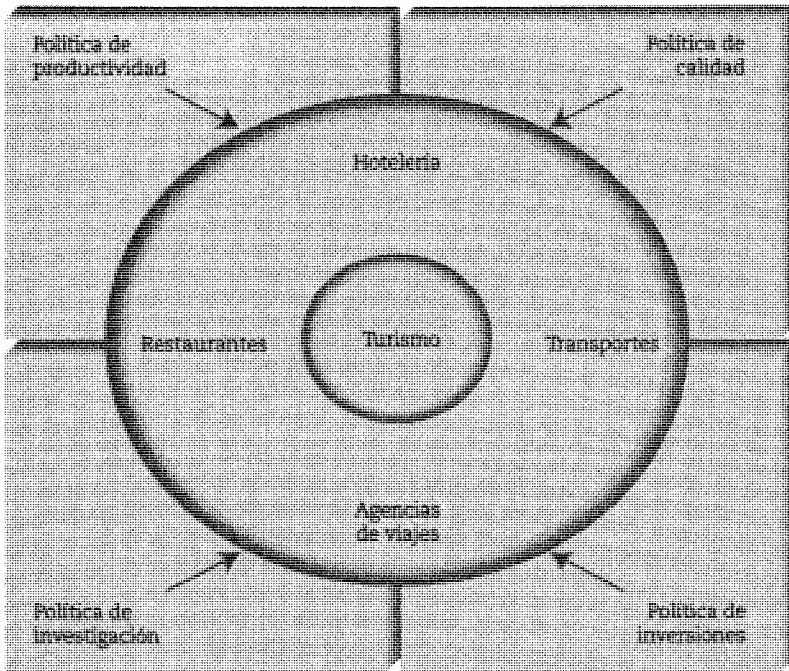 Política de
productividad
Política de
calidad
Hotelería
Restaurantes
Turismo
Transportes
Agencias
de viajes
Política de
investigación
Política de
inversiones